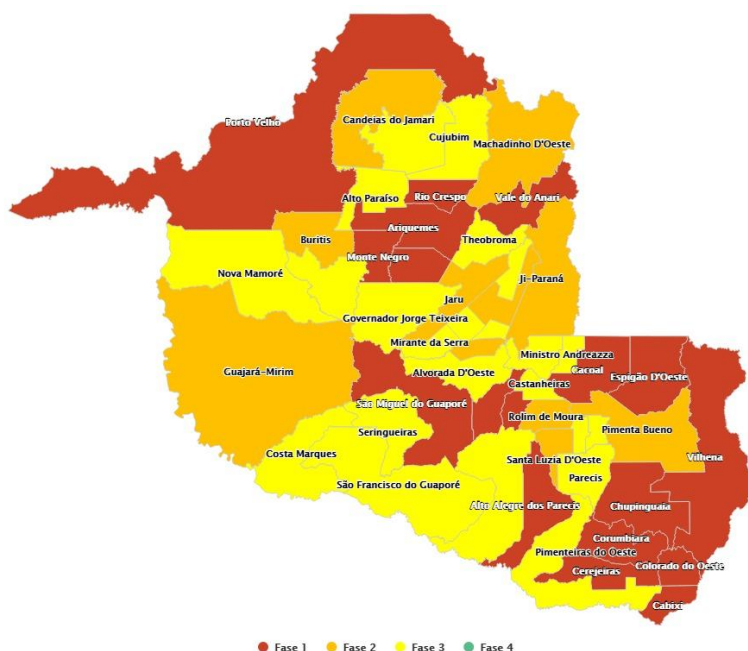 Porto Velho
Candeias do Jamari
Cujubim
Machadinho D'Oeste
Alto Paraíso
Rio Crespo
Vale do Anari
Ariquemes
Buritis
Theobroma
Monte Negro
Nova Mamoré
Ji-Paraná
Jaru
Governador Jorge Teixeira
Mirante da Serra
Ministro Andreazza
Guajará-Mirim
Alvorada D'Oeste
Cacoal
Espigão D'Oeste
Castanheiras
São Miguel do Guaporé
Rolim de Moura
Seringueiras
Pimenta Bueno
Costa Marques
Santa Luzia D'Oeste
Vilhena
Parecis
São Francisco do Guaporé
Alto Alegre dos Parecis
Chupinguaia
Corumbiara
Pimenteiras do Oeste
Cerejeiras
Colorado do Oeste
Cabixi
Fase 1 Fase 2 Fase 3 Fase 4